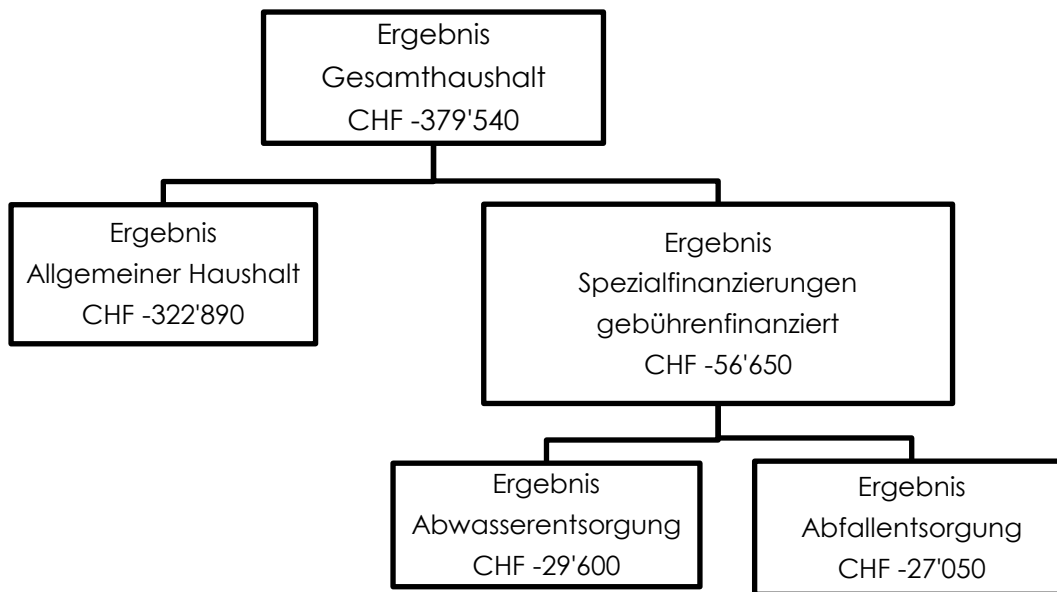 Ergebnis
Gesamthaushalt
CHF -379'540
Ergebnis
Allgemeiner Haushalt
CHF -322'890
Ergebnis
Spezialfinanzierungen
gebührenfinanziert
CHF -56'650
Ergebnis
Abwasserentsorgung
CHF -29'600
Ergebnis
Abfallentsorgung
CHF -27'050